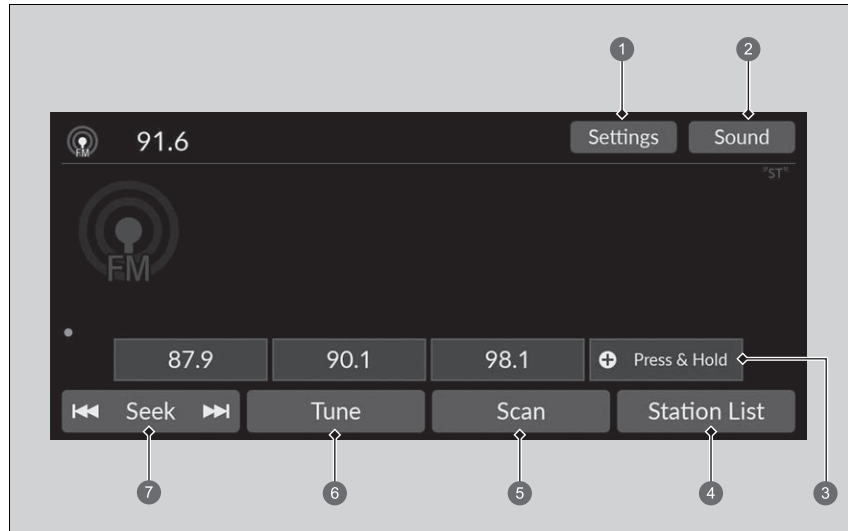 1 2
FM 91.6 Settings Sound
"ST"
FM
87.9 90.1 98.1 Press & Hold
Seek Tune Scan Station List
7 6 5 4 3